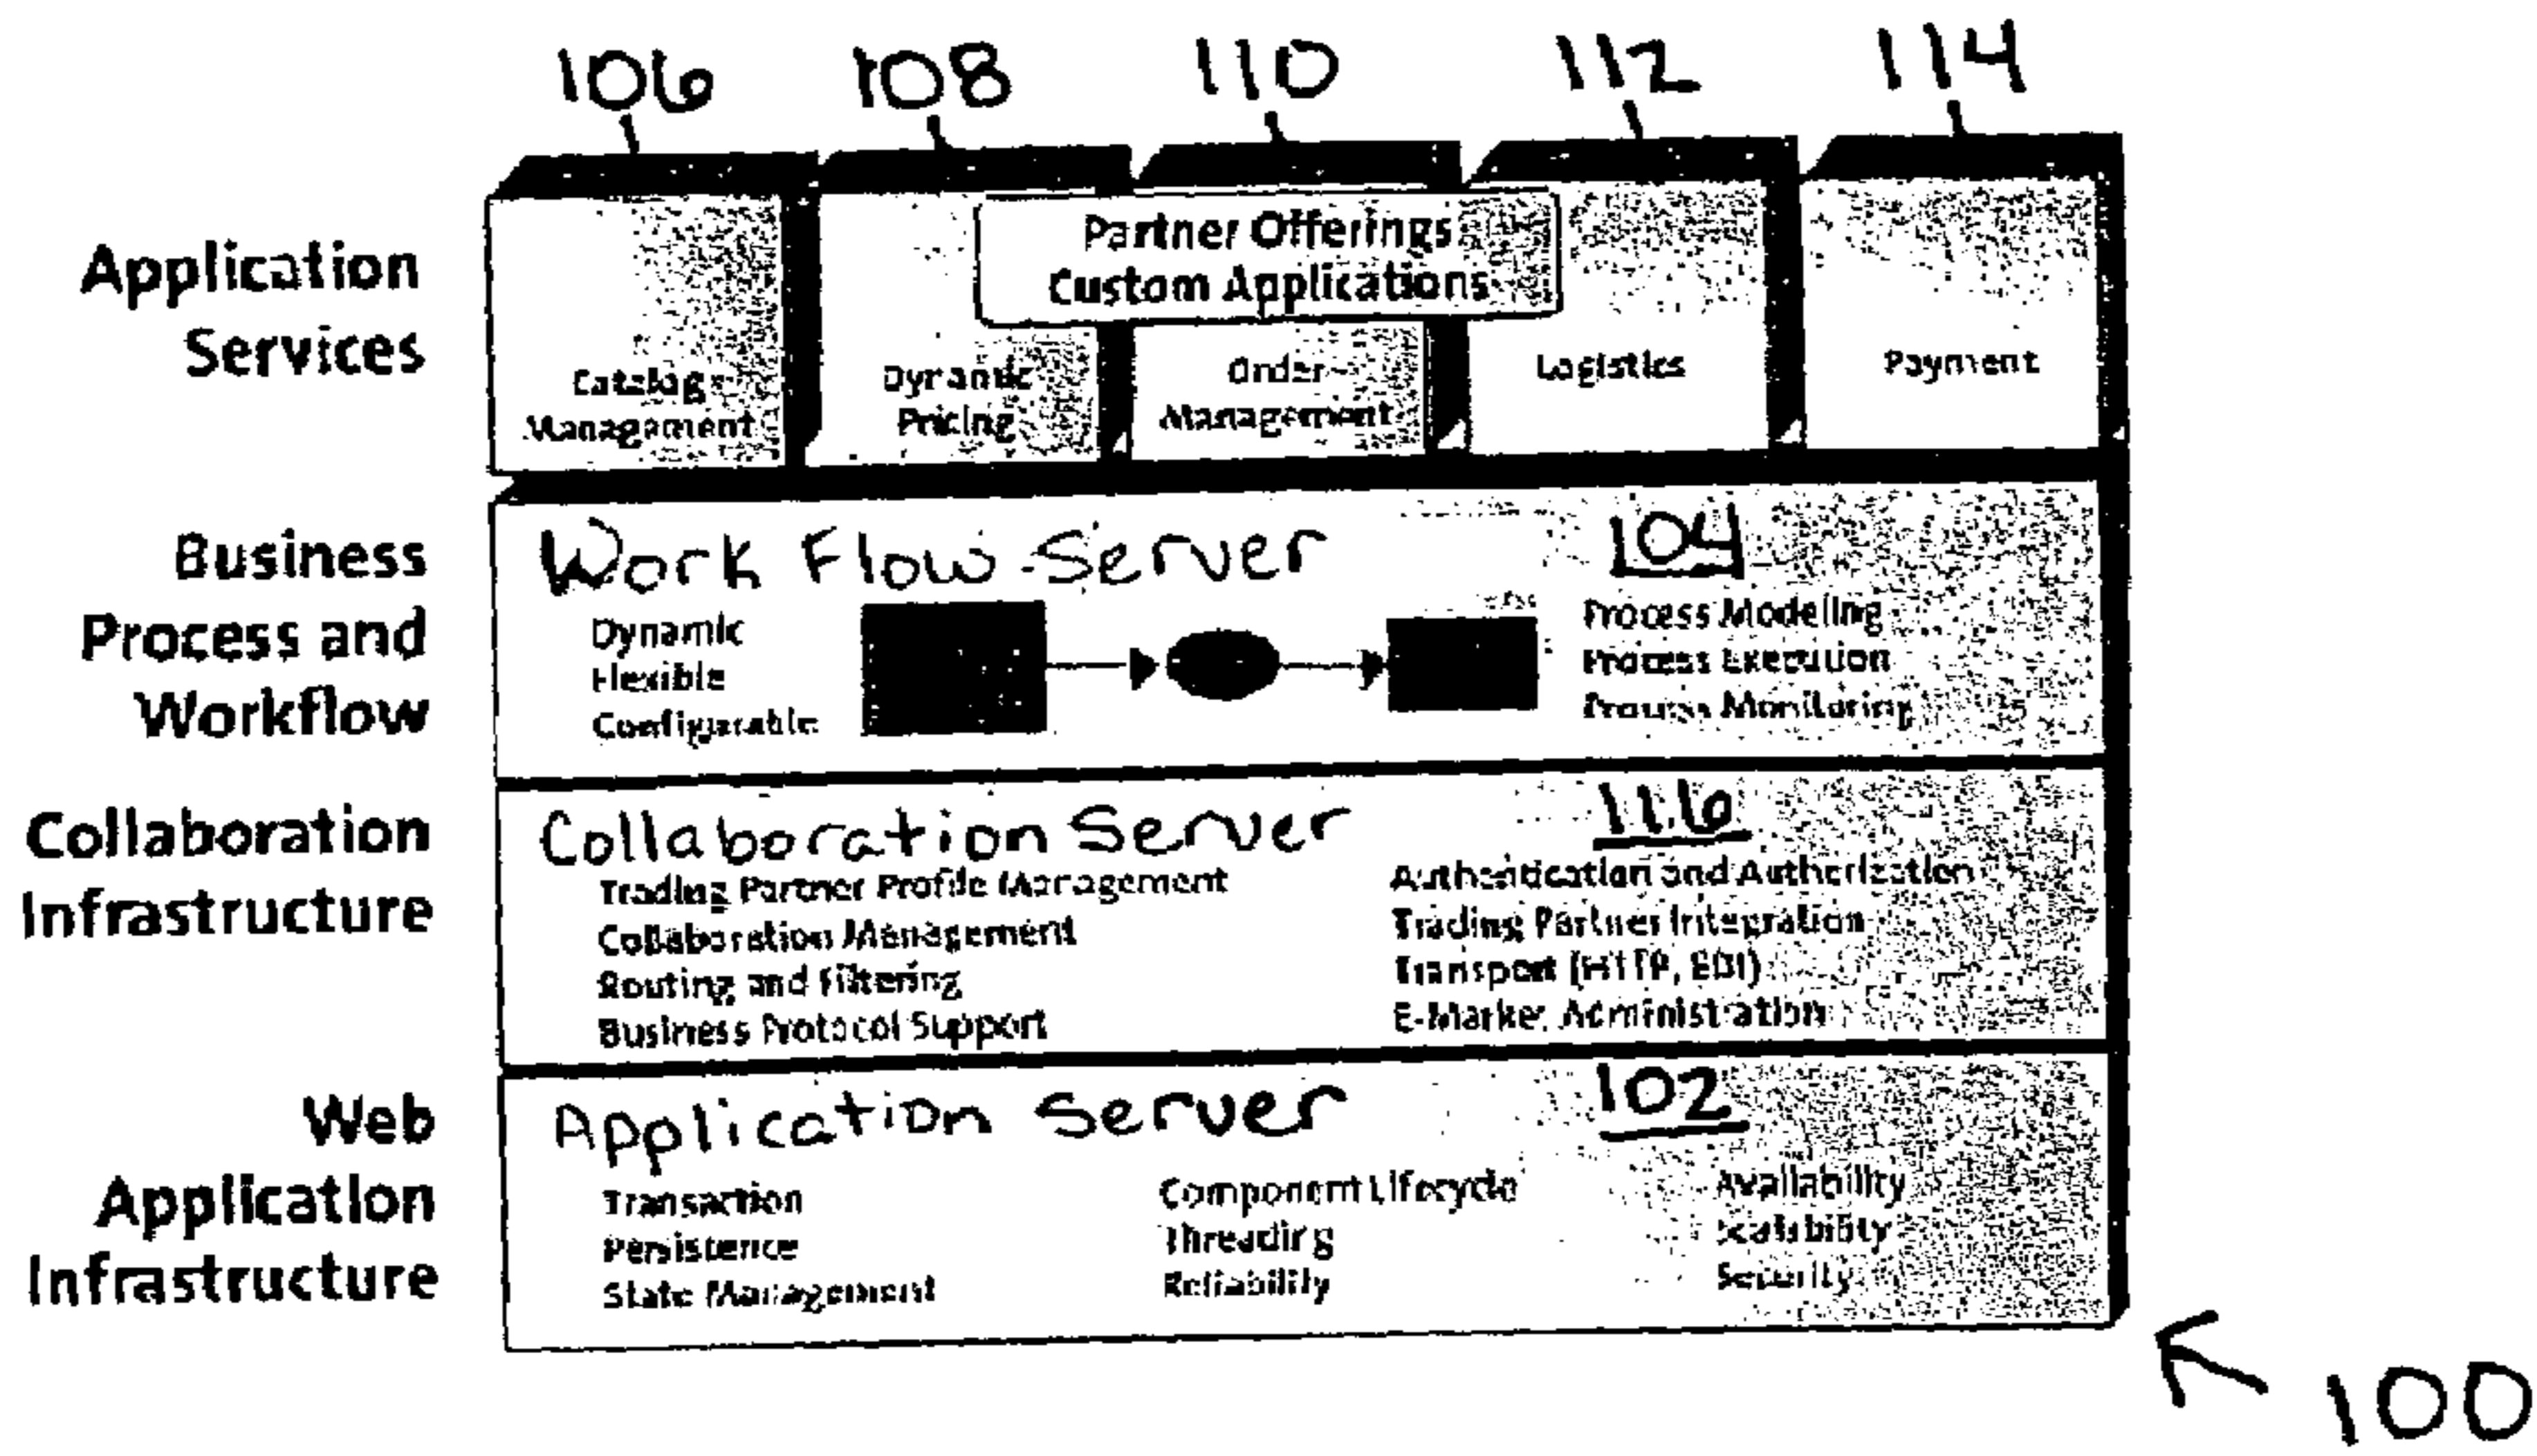 106 108 110 112 114
Application
Services
Partner Offerings
Custom Applications
Catalog
Management
Dynamic
Pricing
Order
Management
Logistics
Payment
Business
Process and
Workflow
Work Flow Server
104
Dynamic
Flexible
Configurable
Process Modeling
Process Execution
Process Monitoring
Collaboration
Infrastructure
Collaboration Server
116
Trading Partner Profile Management
Collaboration Management
Routing and Filtering
Business Protocol Support
Authentication and Authorization
Trading Partner Integration
Transport (HTTP, EDI)
E-Market Administration
Web
Application
Infrastructure
Application Server
102
Transaction
Persistence
State Management
Component Lifecycle
Threading
Reliability
Availability
Scalability
Security
100